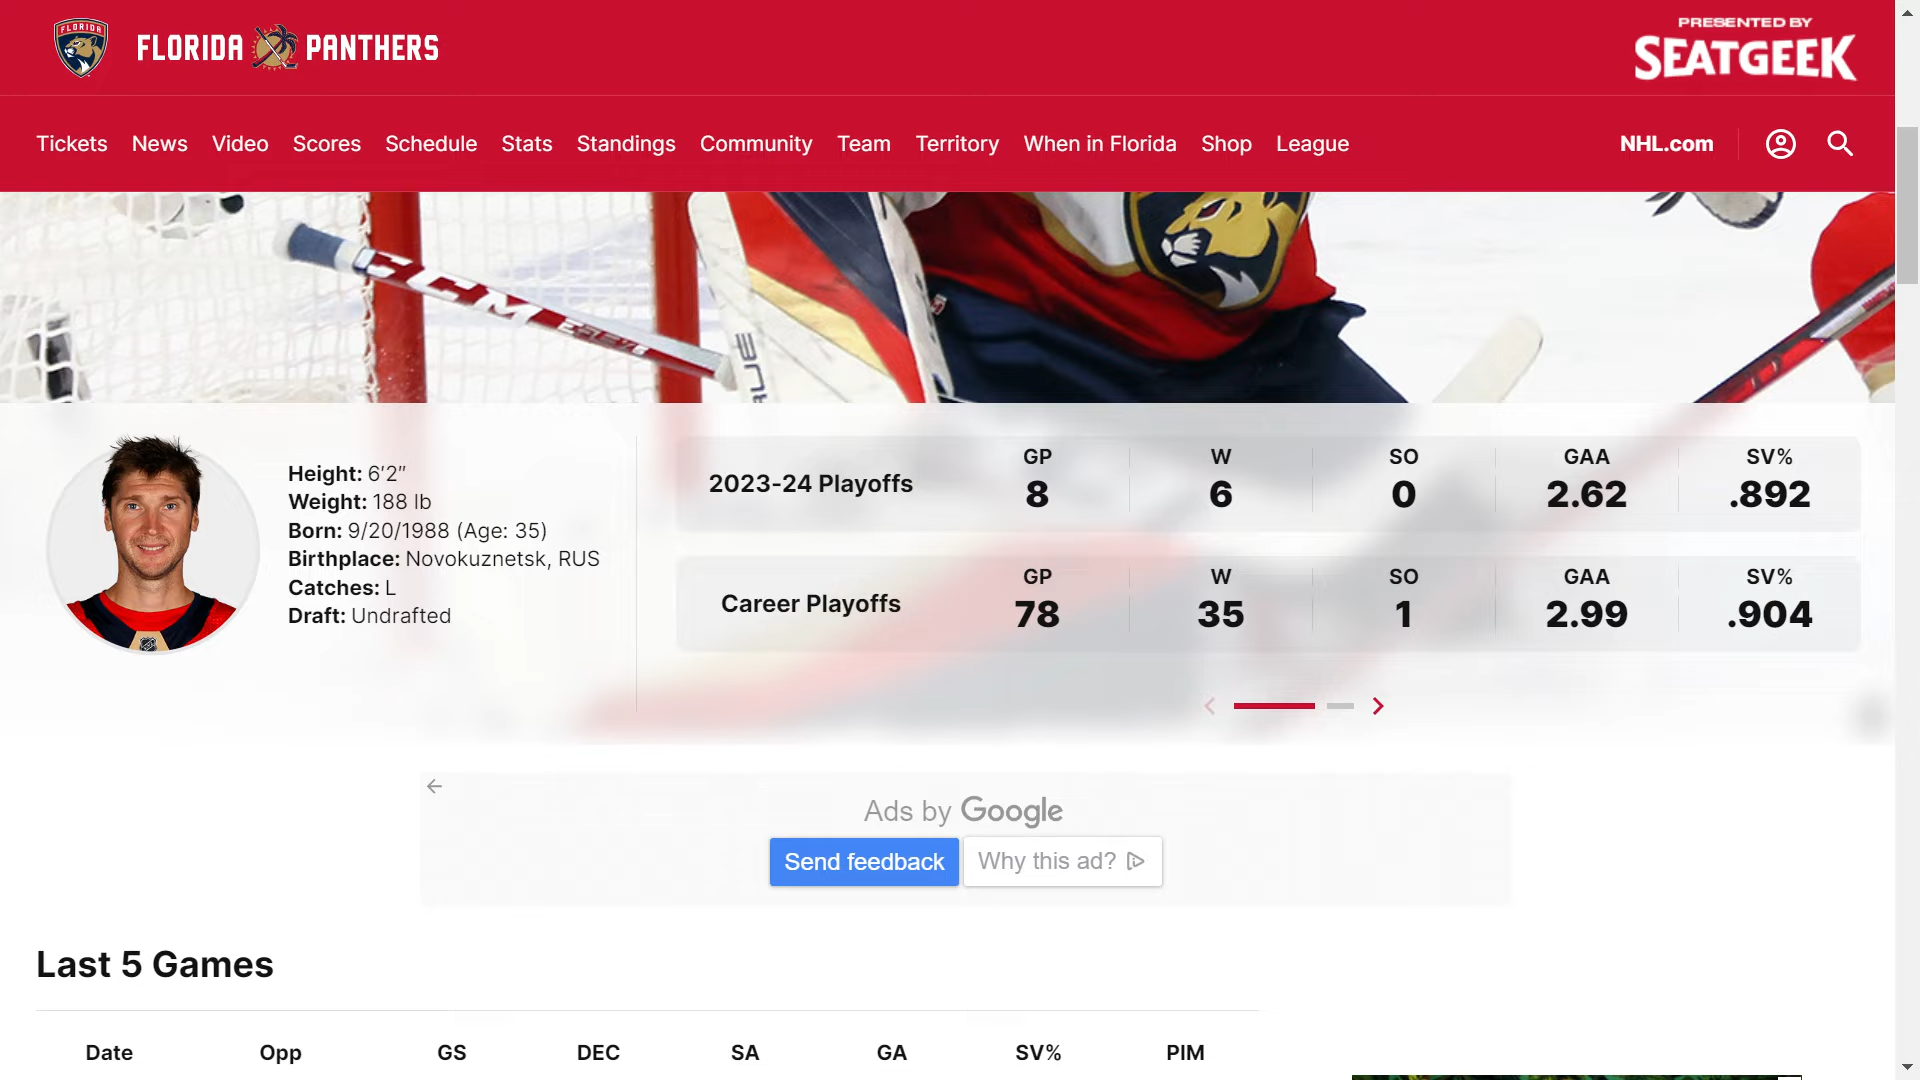 FLORIDA
FLORIDA PANTHERS
PRESENTED BY
SEATGEEK
Tickets News Video Scores Schedule Stats Standings Community Team Territory When in Florida Shop League NHL.com
CCM
Height: 6'2"
Weight: 188 lb
Born: 9/20/1988 (Age: 35)
Birthplace: Novokuznetsk, RUS
Catches: L
Draft: Undrafted
2023-24 Playoffs
GP W SO GAA SV%
8 6 0 2.62 .892
Career Playoffs
GP W SO GAA SV%
78 35 1 2.99 .904
Ads by Google
Send feedback Why this ad?
Last 5 Games
Date Opp GS DEC SA GA SV% PIM